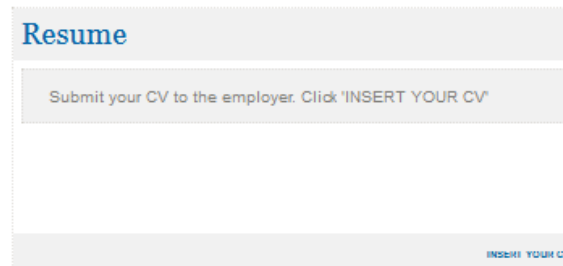 Resume
Submit your CV to the employer. Click 'INSERT YOUR CV'
INSERT YOUR C